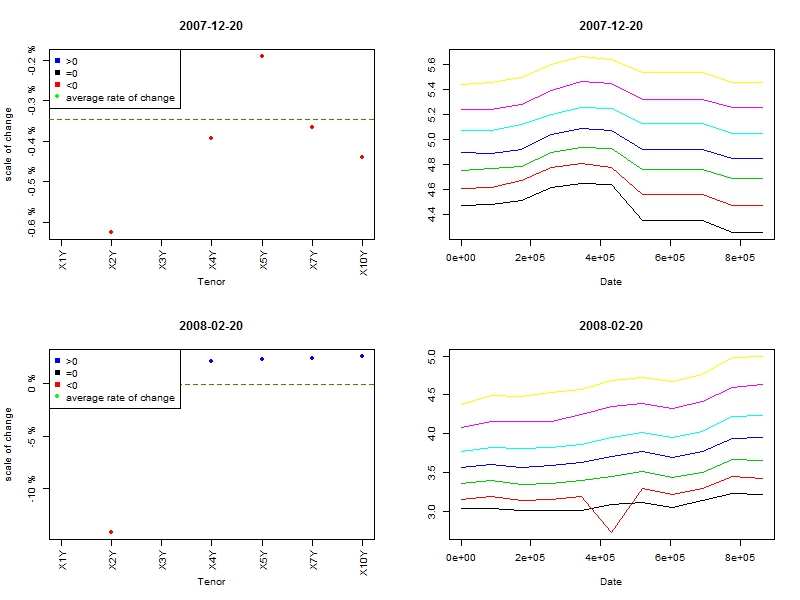 2007-12-20
scale of change
-0.2 %
-0.3 %
-0.4 %
-0.5 %
-0.6 %
>0
=0
<0
average rate of change
X1Y X2Y X3Y X4Y X5Y X7Y X10Y
Tenor
2007-12-20
5.6
5.4
5.2
5.0
4.8
4.6
4.4
0e+00 2e+05 4e+05 6e+05 8e+05
Date
2008-02-20
scale of change
0 %
-5 %
-10 %
>0
=0
<0
average rate of change
X1Y X2Y X3Y X4Y X5Y X7Y X10Y
Tenor
2008-02-20
5.0
4.5
4.0
3.5
3.0
0e+00 2e+05 4e+05 6e+05 8e+05
Date